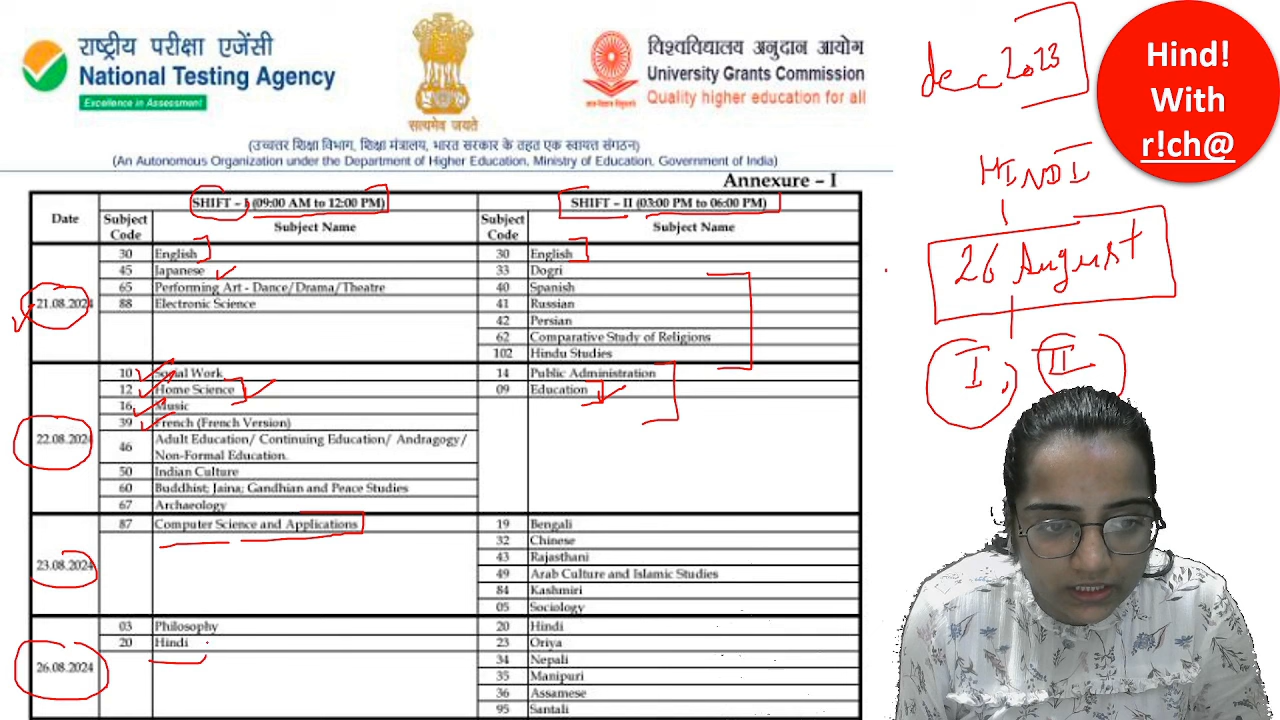 राष्ट्रीय परीक्षा एजेंसी
National Testing Agency
Excellence in Assessment
सत्यमेव जयते
विश्वविद्यालय अनुदान आयोग
University Grants Commission
Quality higher education for all
ज्ञान-विज्ञान विमुक्तये
dec 2023
Hind!
With
r!ch@
(उच्चतर शिक्षा विभाग, शिक्षा मंत्रालय, भारत सरकार के तहत एक स्वायत्त संगठन)
(An Autonomous Organization under the Department of Higher Education, Ministry of Education, Government of India)
Annexure – I
HINDI
26 August
I, II
Date SHIFT – I (09:00 AM to 12:00 PM) SHIFT – II (03:00 PM to 06:00 PM)
Subject Code Subject Name Subject Code Subject Name
21.08.2024
30 English 30 English
45 Japanese 33 Dogri
65 Performing Art - Dance/Drama/Theatre 40 Spanish
88 Electronic Science 41 Russian
42 Persian
62 Comparative Study of Religions
102 Hindu Studies
22.08.2024
10 Social Work 14 Public Administration
12 Home Science 09 Education
16 Music
39 French (French Version)
46 Adult Education/ Continuing Education/ Andragogy/
Non-Formal Education.
50 Indian Culture
60 Buddhist; Jaina; Gandhian and Peace Studies
67 Archaeology
23.08.2024
87 Computer Science and Applications 19 Bengali
32 Chinese
43 Rajasthani
49 Arab Culture and Islamic Studies
84 Kashmiri
05 Sociology
26.08.2024
03 Philosophy 20 Hindi
20 Hindi 23 Oriya
34 Nepali
35 Manipuri
36 Assamese
95 Santali